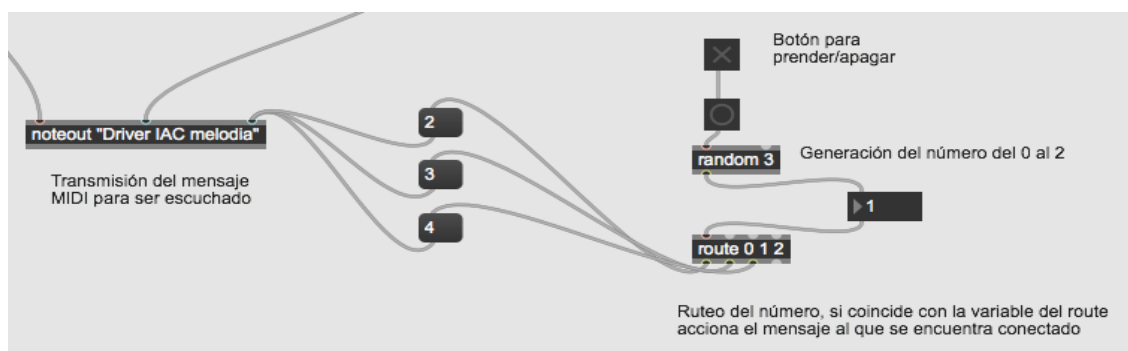 Botón para
prender/apagar
noteout "Driver IAC melodia"
2
random 3
Generación del número del 0 al 2
Transmisión del mensaje
MIDI para ser escuchado
3
1
4
route 0 1 2
Ruteo del número, si coincide con la variable del route
acciona el mensaje al que se encuentra conectado